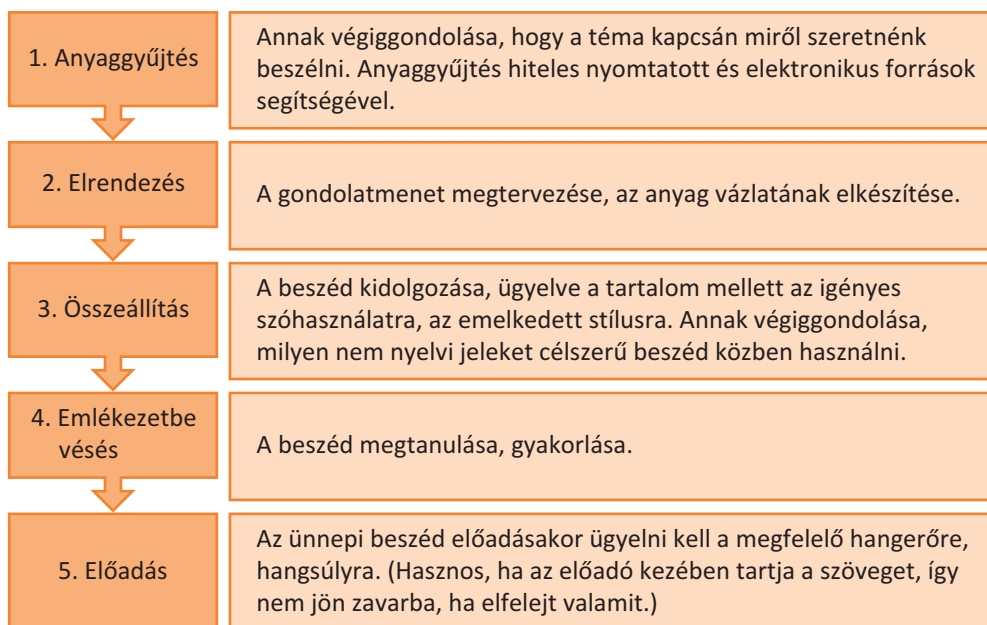 1. Anyaggyűjtés
Annak végiggondolása, hogy a téma kapcsán miről szeretnénk
beszélni. Anyaggyűjtés hiteles nyomtatott és elektronikus források
segítségével.
2. Elrendezés
A gondolatmenet megtervezése, az anyag vázlatának elkészítése.
3. Összeállítás
A beszéd kidolgozása, ügyelve a tartalom mellett az igényes
szóhasználatra, az emelkedett stílusra. Annak végiggondolása,
milyen nem nyelvi jeleket célszerű beszéd közben használni.
4. Emlékezetbe
vésés
A beszéd megtanulása, gyakorlása.
5. Előadás
Az ünnepi beszéd előadásakor ügyelni kell a megfelelő hangerőre,
hangsúlyra. (Hasznos, ha az előadó kezében tartja a szöveget, így
nem jön zavarba, ha elfelejt valamit.)